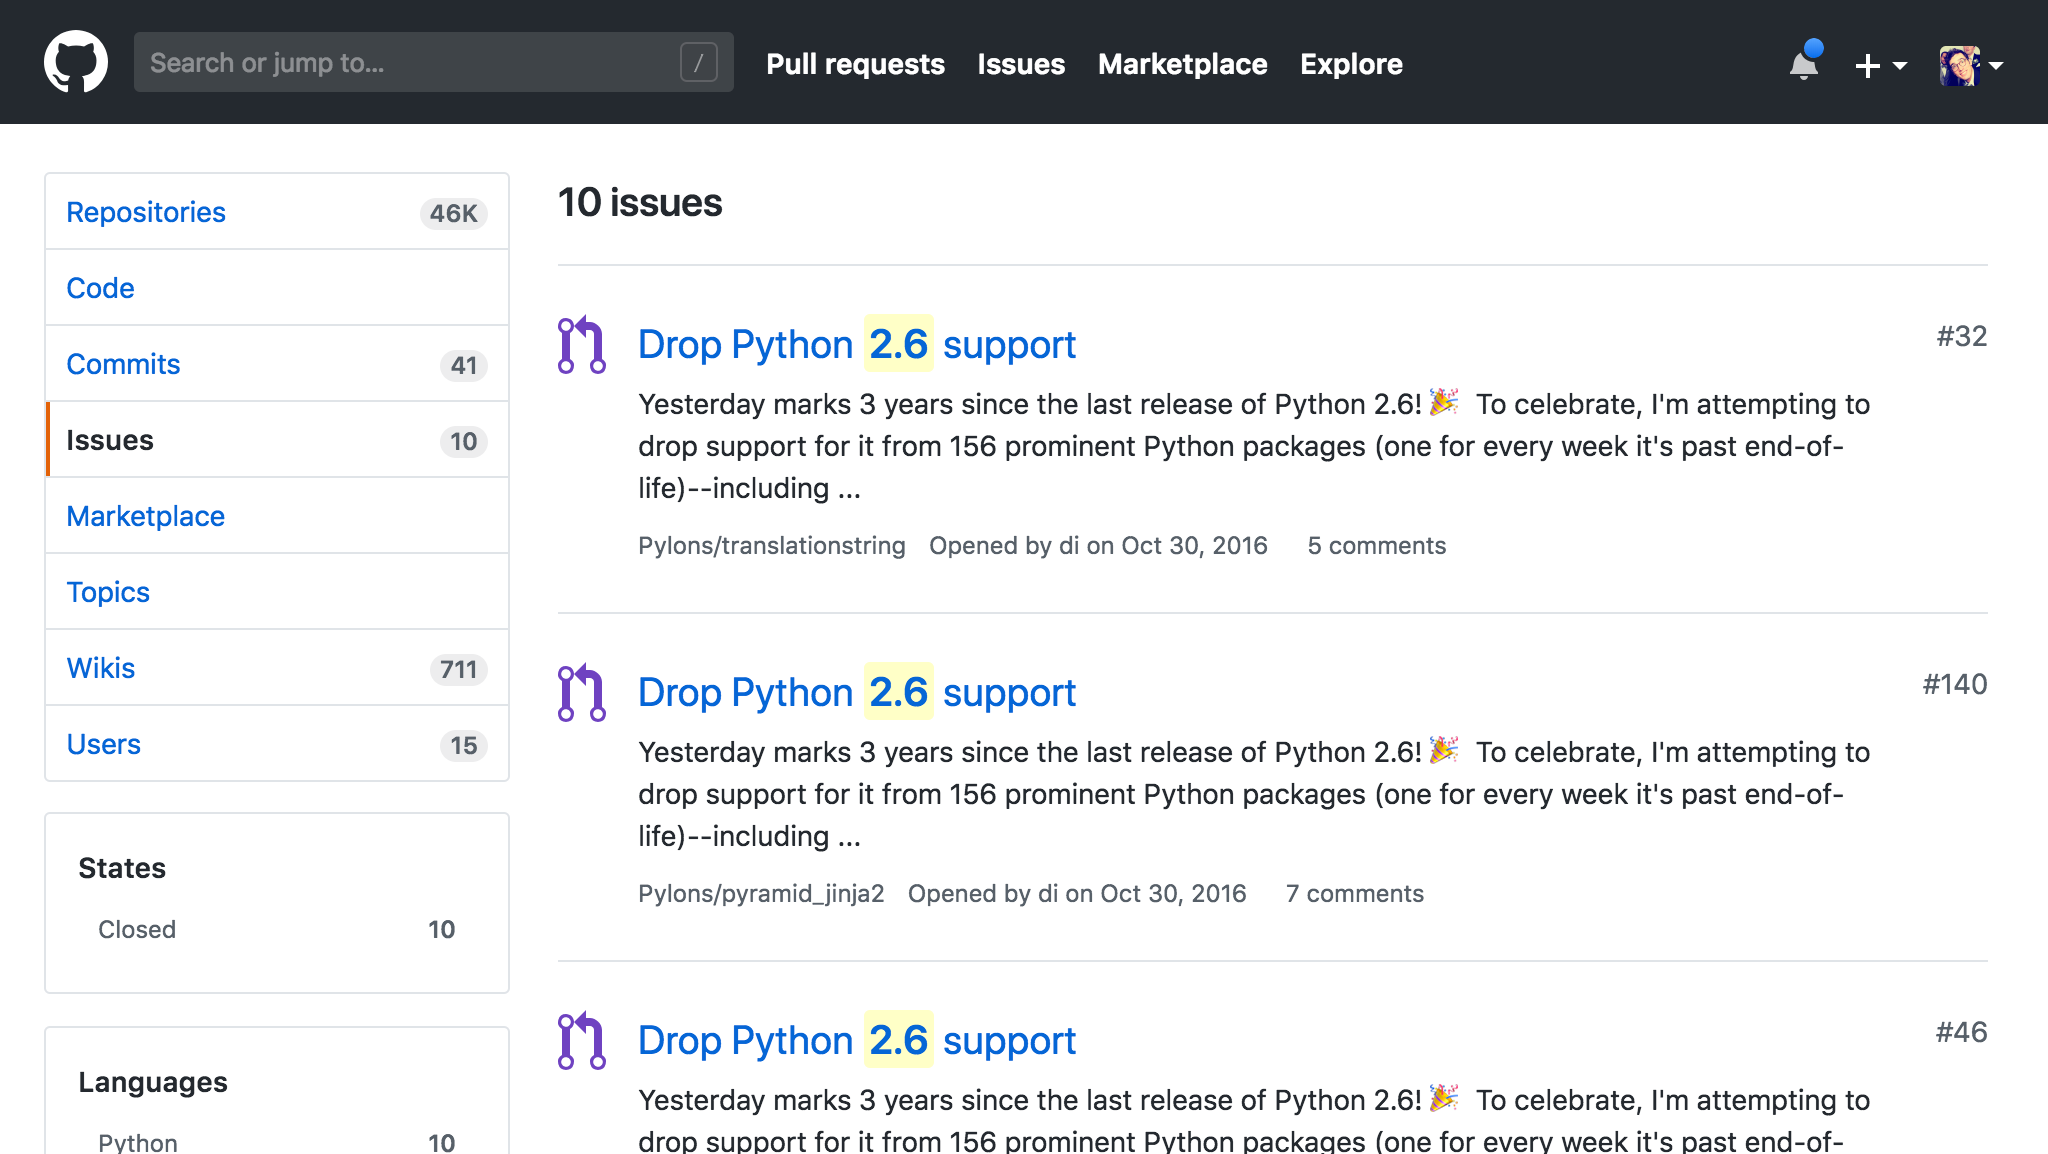 Search or jump to...
/
Pull requests Issues Marketplace Explore
Repositories 46K
Code
Commits 41
Issues 10
Marketplace
Topics
Wikis 711
Users 15
States
Closed 10
Languages
Python 10
10 issues
Drop Python 2.6 support #32
Yesterday marks 3 years since the last release of Python 2.6! 🎉 To celebrate, I'm attempting to
drop support for it from 156 prominent Python packages (one for every week it's past end-of-
life)--including ...
Pylons/translationstring Opened by di on Oct 30, 2016 5 comments
Drop Python 2.6 support #140
Yesterday marks 3 years since the last release of Python 2.6! 🎉 To celebrate, I'm attempting to
drop support for it from 156 prominent Python packages (one for every week it's past end-of-
life)--including ...
Pylons/pyramid_jinja2 Opened by di on Oct 30, 2016 7 comments
Drop Python 2.6 support #46
Yesterday marks 3 years since the last release of Python 2.6! 🎉 To celebrate, I'm attempting to
drop support for it from 156 prominent Python packages (one for every week it's past end-of-